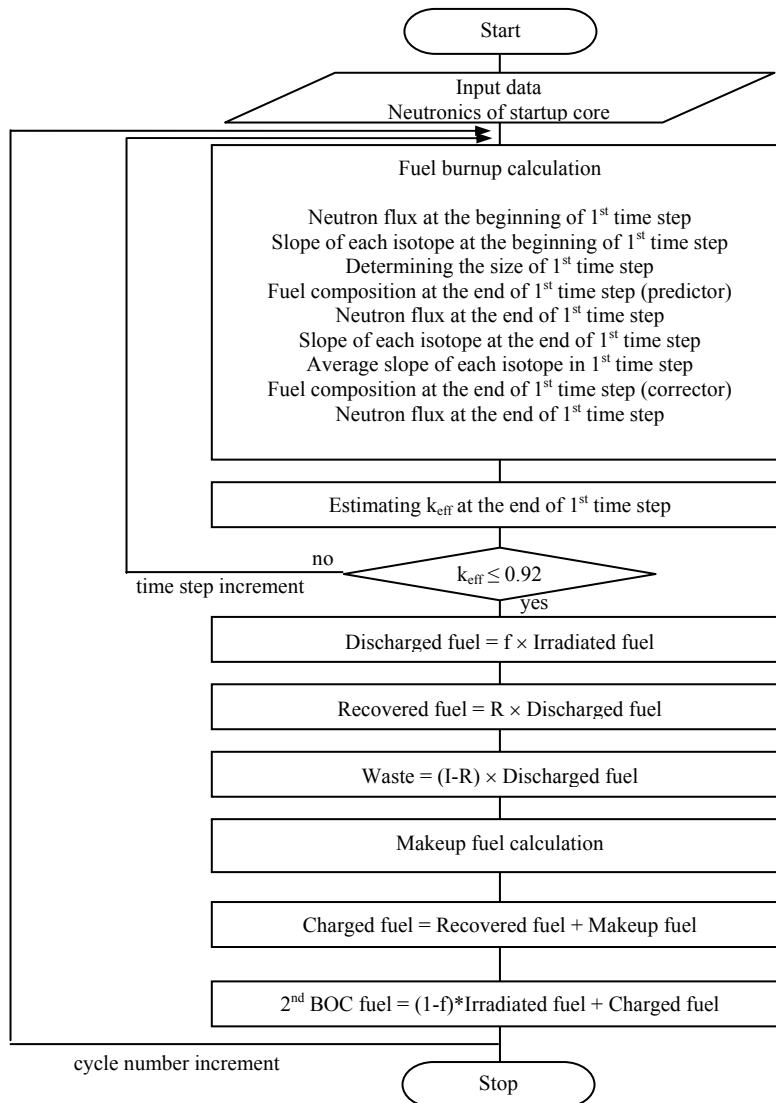 Start
Input data
Neutronics of startup core
Fuel burnup calculation
Neutron flux at the beginning of 1st time step
Slope of each isotope at the beginning of 1st time step
Determining the size of 1st time step
Fuel composition at the end of 1st time step (predictor)
Neutron flux at the end of 1st time step
Slope of each isotope at the end of 1st time step
Average slope of each isotope in 1st time step
Fuel composition at the end of 1st time step (corrector)
Neutron flux at the end of 1st time step
Estimating keff at the end of 1st time step
no
keff ≤ 0.92
time step increment
yes
Discharged fuel = f × Irradiated fuel
Recovered fuel = R × Discharged fuel
Waste = (I-R) × Discharged fuel
Makeup fuel calculation
Charged fuel = Recovered fuel + Makeup fuel
2nd BOC fuel = (1-f)*Irradiated fuel + Charged fuel
cycle number increment
Stop